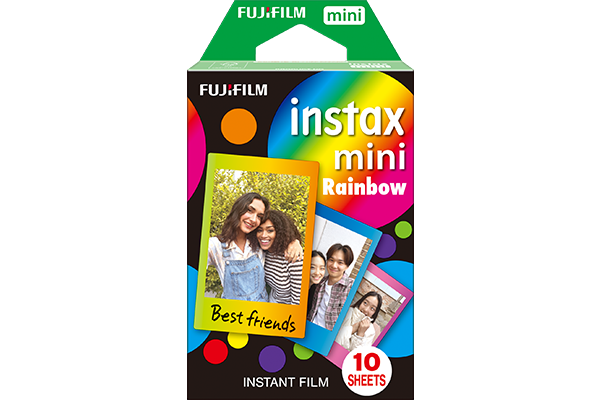 FUJIFILM mini
FUJIFILM
instax
mini
Rainbow
Best friends
10
SHEETS
INSTANT FILM